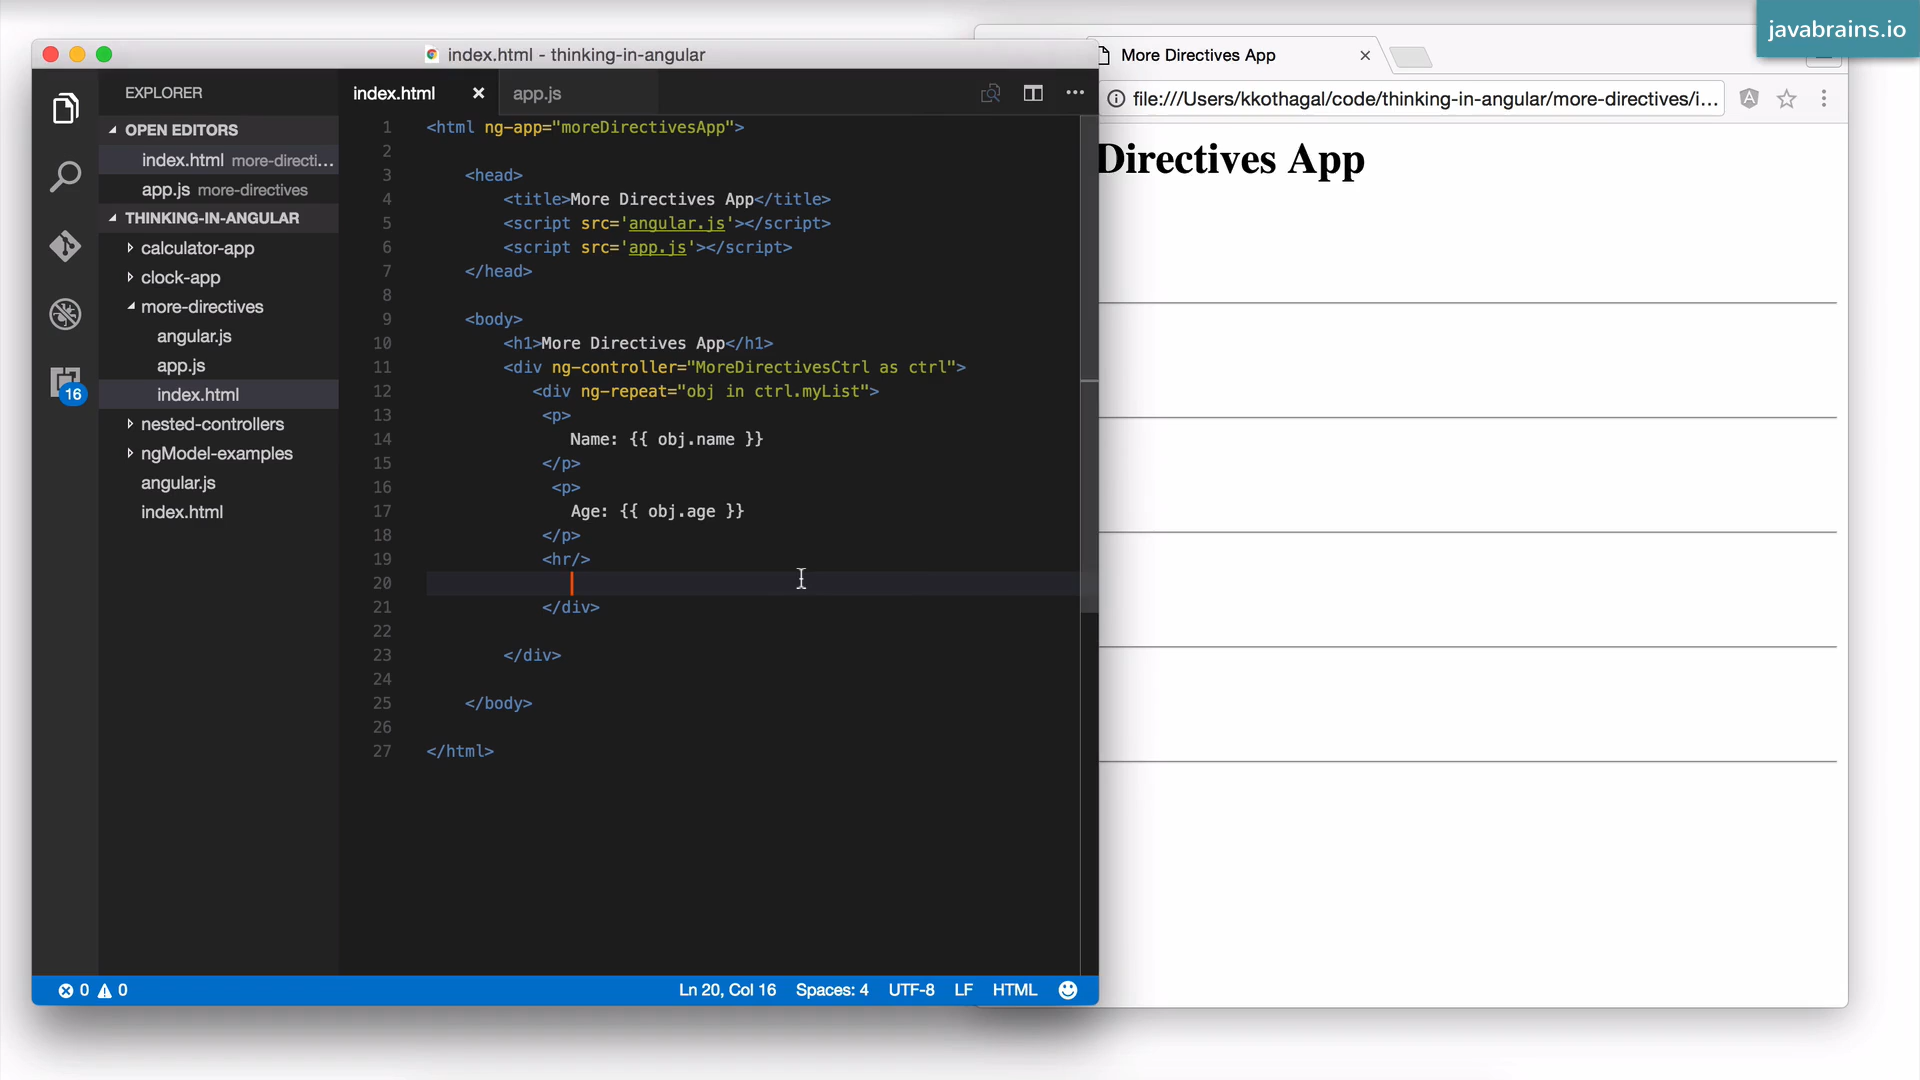 javabrains.io
index.html - thinking-in-angular
More Directives App
EXPLORER
index.html
app.js
file:///Users/kkothagal/code/thinking-in-angular/more-directives/i...
OPEN EDITORS
index.html more-directi...
app.js more-directives
THINKING-IN-ANGULAR
calculator-app
clock-app
more-directives
angular.js
app.js
index.html
nested-controllers
ngModel-examples
angular.js
index.html
16
1 <html ng-app="moreDirectivesApp">
2
3 <head>
4 <title>More Directives App</title>
5 <script src='angular.js'></script>
6 <script src='app.js'></script>
7 </head>
8
9 <body>
10 <h1>More Directives App</h1>
11 <div ng-controller="MoreDirectivesCtrl as ctrl">
12 <div ng-repeat="obj in ctrl.myList">
13 <p>
14 Name: {{ obj.name }}
15 </p>
16 <p>
17 Age: {{ obj.age }}
18 </p>
19 <hr/>
20
21 </div>
22
23 </div>
24
25 </body>
26
27 </html>
Directives App
0 0
Ln 20, Col 16 Spaces: 4 UTF-8 LF HTML